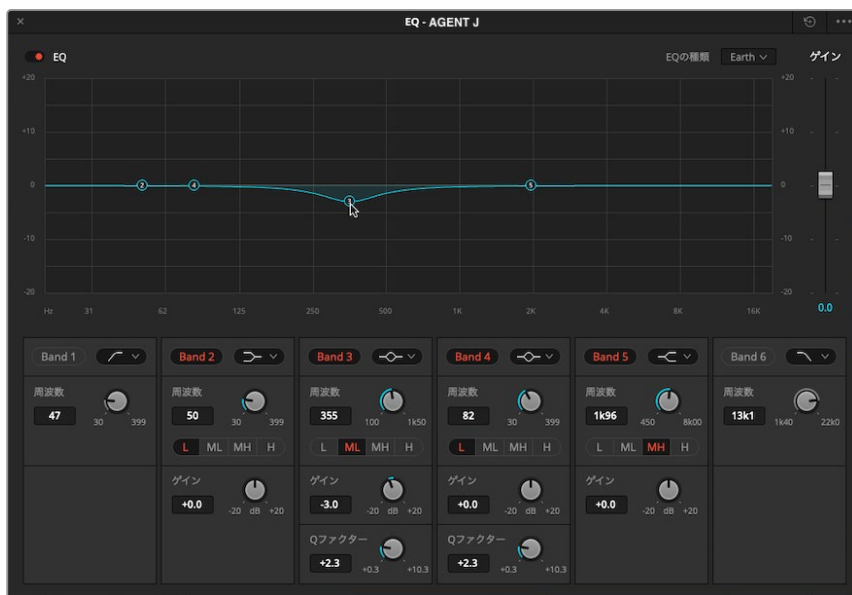 EQ - AGENT J
EQ
EQの種類 Earth ゲイン
+20 +20
+10 +10
0 0
-10 -10
-20 -20
2 4 3 5
Hz 31 62 125 250 500 1K 2K 4K 8K 16K
0.0
Band 1 Band 2 Band 3 Band 4 Band 5 Band 6
周波数 周波数 周波数 周波数 周波数 周波数
47 50 355 82 1k96 13k1
30 399 30 399 100 1k50 30 399 450 8k00 1k40 22k0
L ML MH H L ML MH H L ML MH H L ML MH H
ゲイン ゲイン ゲイン ゲイン
+0.0 -3.0 +0.0 +0.0
-20 dB +20 -20 dB +20 -20 dB +20 -20 dB +20
Qファクター Qファクター
+2.3 +2.3
+0.3 +10.3 +0.3 +10.3